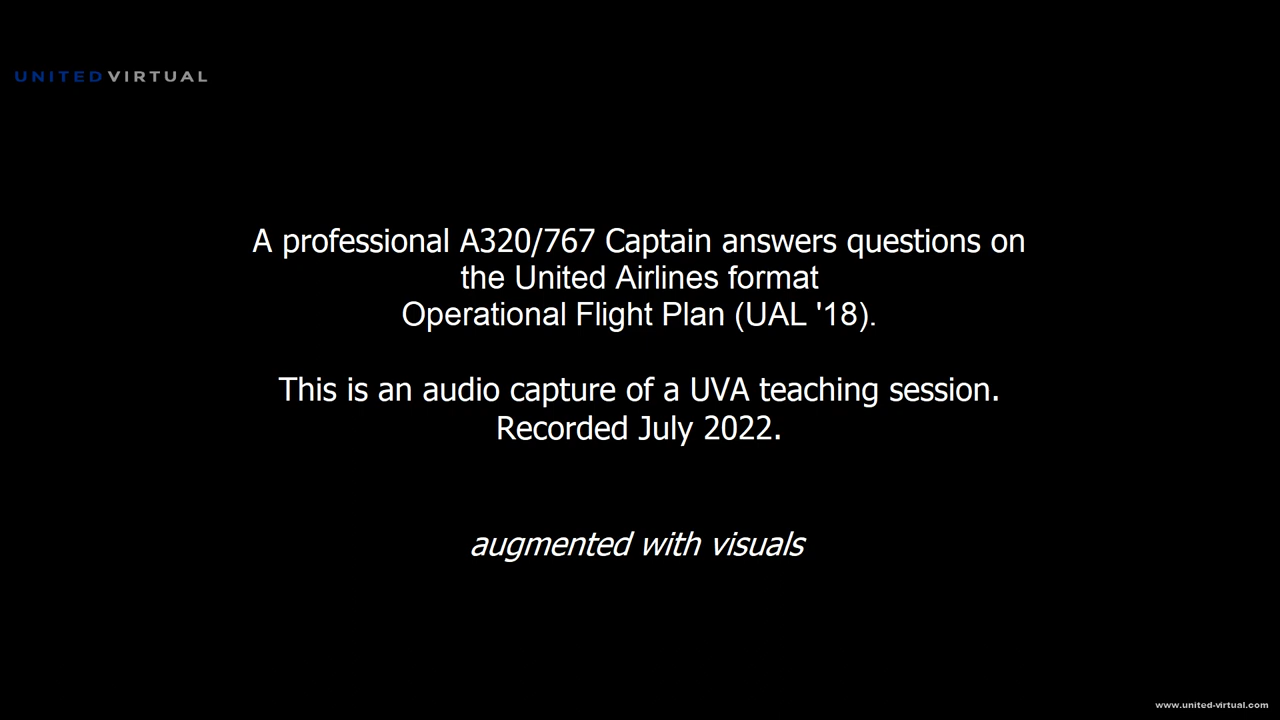 UNITEDVIRTUAL
A professional A320/767 Captain answers questions on
the United Airlines format
Operational Flight Plan (UAL '18).
This is an audio capture of a UVA teaching session.
Recorded July 2022.
augmented with visuals
www.united-virtual.com